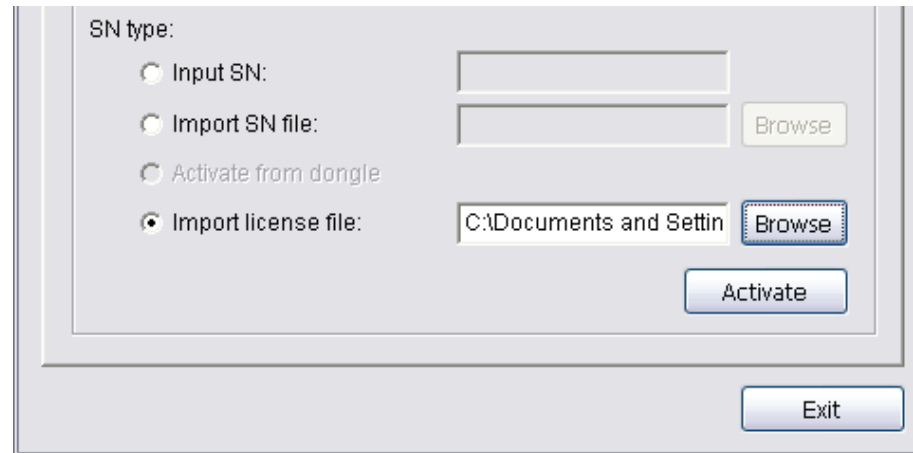 SN type:
Input SN:
Import SN file: Browse
Activate from dongle
Import license file: C:\Documents and Settin Browse
Activate
Exit